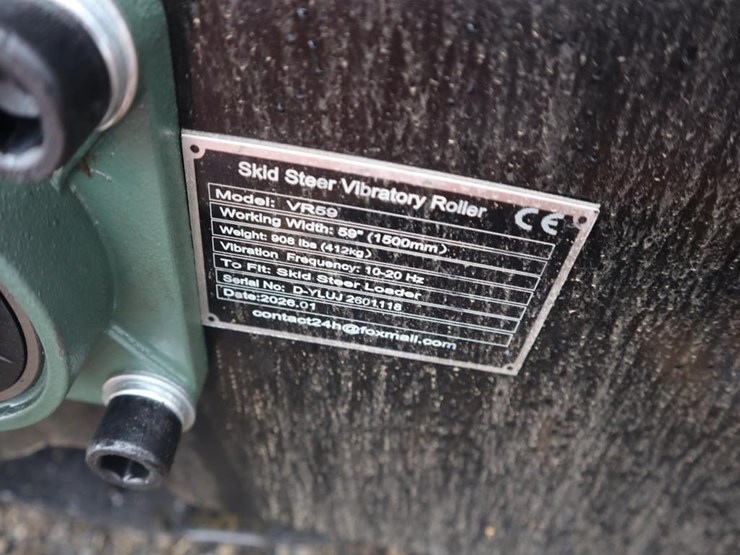 Skid Steer Vibratory Roller CE
Model: VR59
Working Width: 59" (1500mm)
Weight: 908 lbs (412kg)
Vibration Frequency: 10-20 Hz
To Fit: Skid Steer Loader
Serial No: D-YLUJ 2601118
Date:2026.01
contact24h@foxmail.com